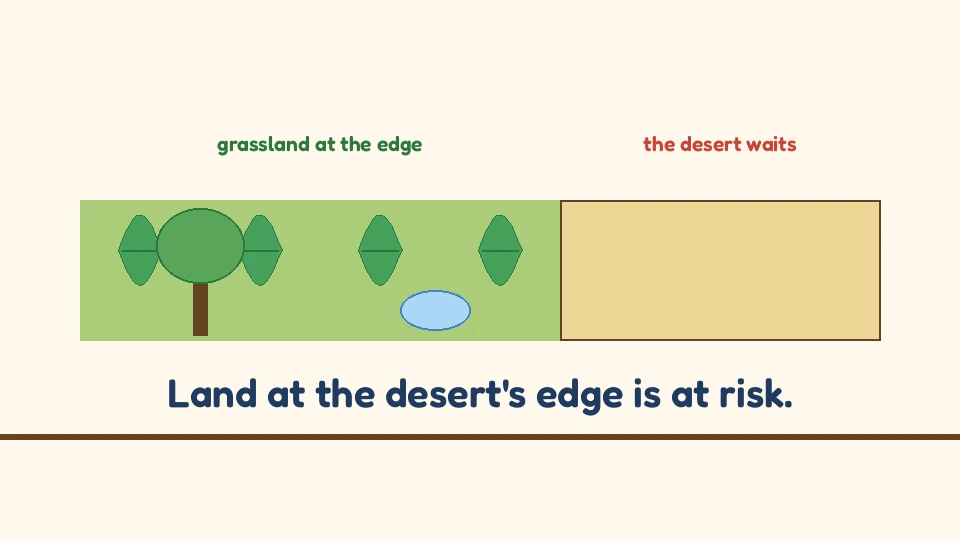 grassland at the edge
the desert waits
Land at the desert's edge is at risk.